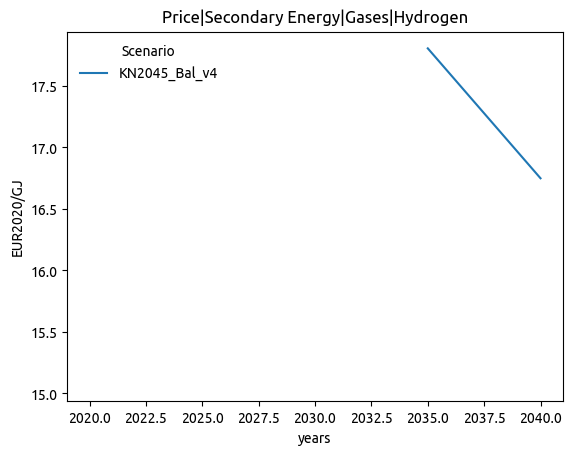 Price|Secondary Energy|Gases|Hydrogen
Scenario
KN2045_Bal_v4
17.5
17.0
16.5
16.0
15.5
15.0
EUR2020/GJ
2020.0 2022.5 2025.0 2027.5 2030.0 2032.5 2035.0 2037.5 2040.0
years